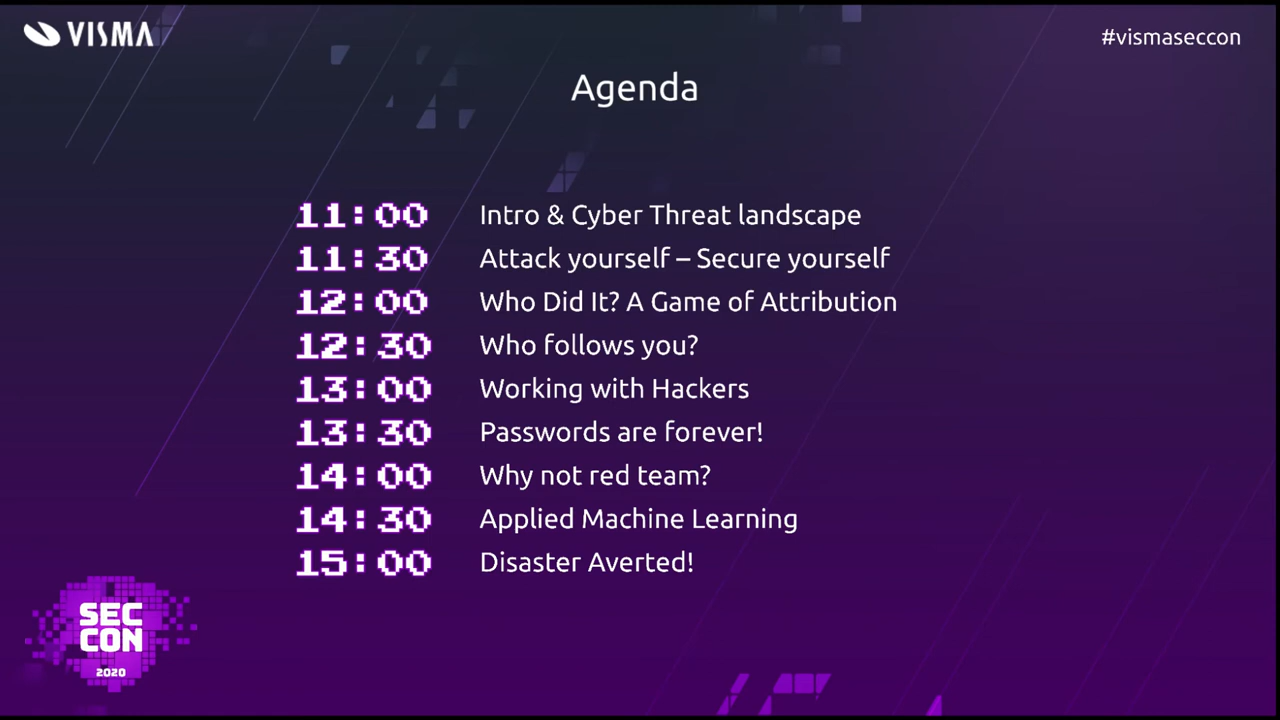 VISMA
#vismaseccon
Agenda
11:00 Intro & Cyber Threat landscape
11:30 Attack yourself – Secure yourself
12:00 Who Did It? A Game of Attribution
12:30 Who follows you?
13:00 Working with Hackers
13:30 Passwords are forever!
14:00 Why not red team?
14:30 Applied Machine Learning
15:00 Disaster Averted!
SEC
CON
2020